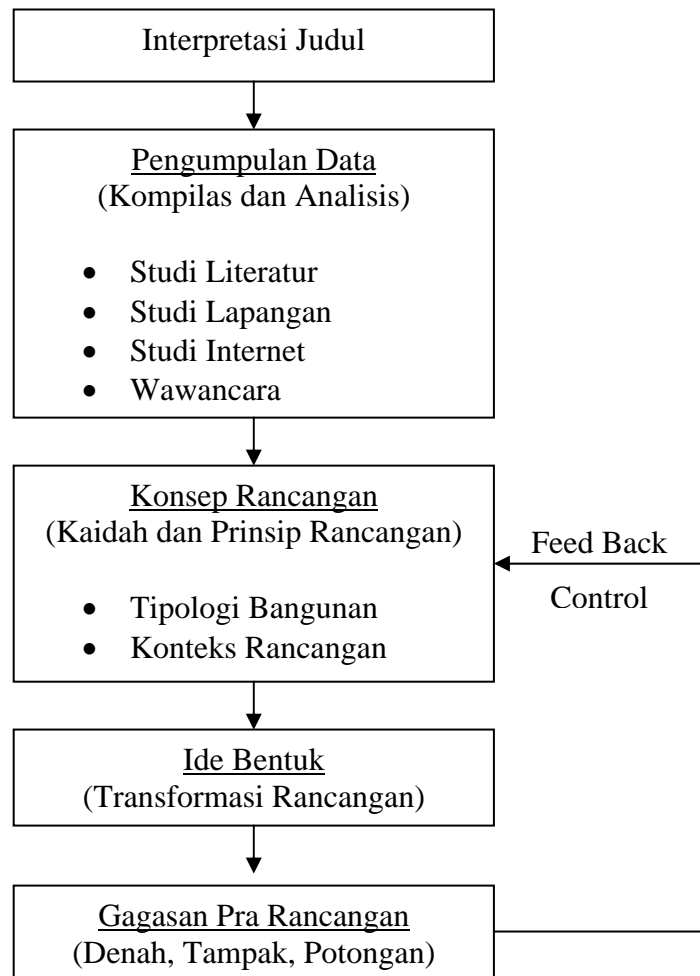 Interpretasi Judul
Pengumpulan Data
(Kompilas dan Analisis)
• Studi Literatur
• Studi Lapangan
• Studi Internet
• Wawancara
Konsep Rancangan
(Kaidah dan Prinsip Rancangan)
• Tipologi Bangunan
• Konteks Rancangan
Feed Back
Control
Ide Bentuk
(Transformasi Rancangan)
Gagasan Pra Rancangan
(Denah, Tampak, Potongan)